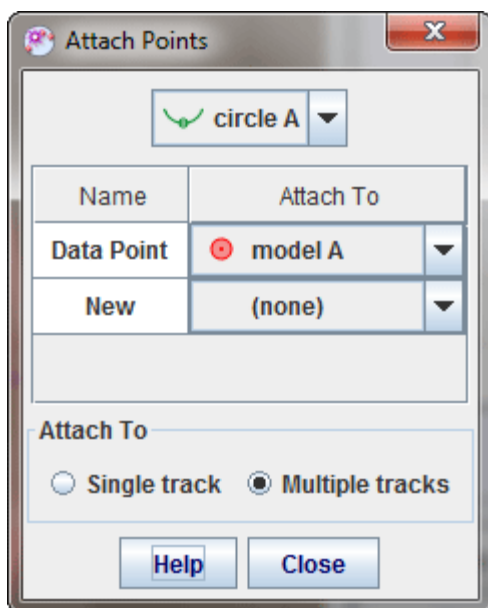 Attach Points
circle A
Name Attach To
Data Point model A
New (none)
Attach To
Single track Multiple tracks
Help Close